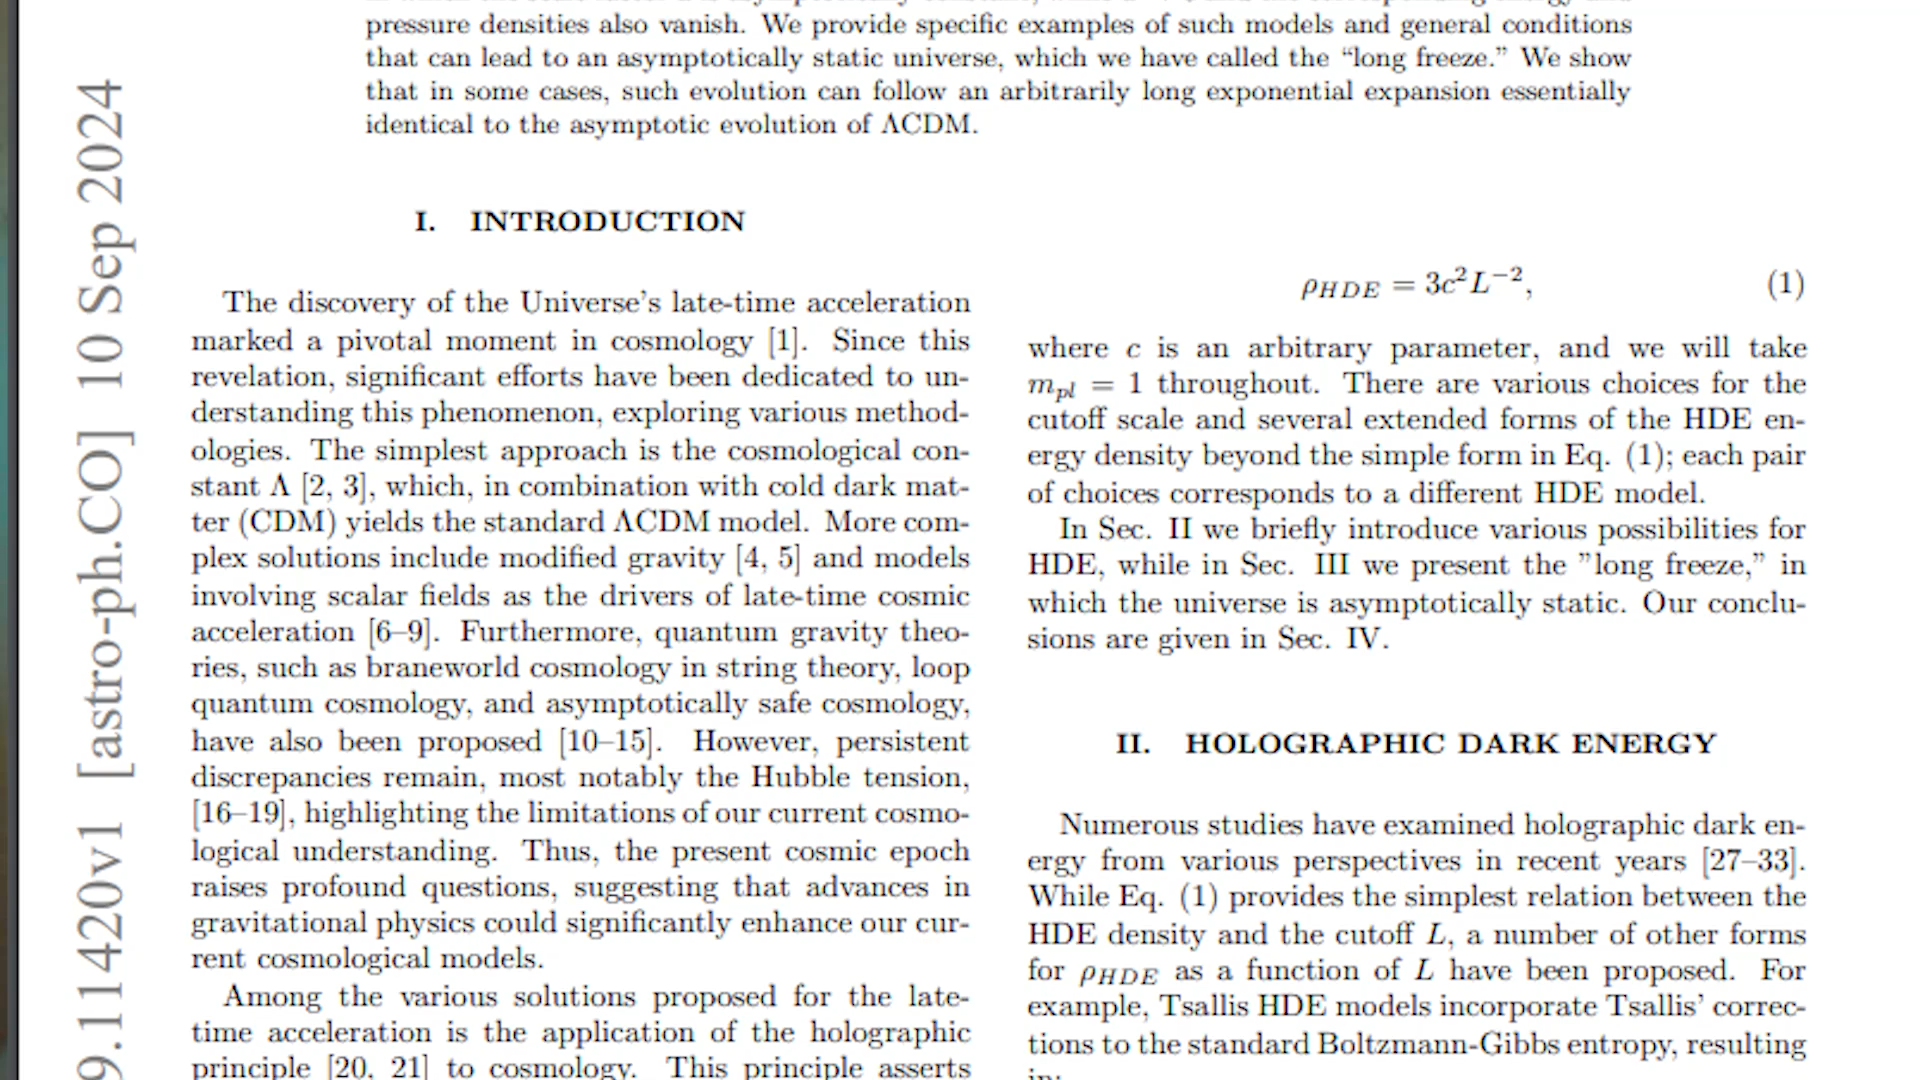 pressure densities also vanish. We provide specific examples of such models and general conditions
that can lead to an asymptotically static universe, which we have called the “long freeze.” We show
that in some cases, such evolution can follow an arbitrarily long exponential expansion essentially
identical to the asymptotic evolution of ΛCDM.
9.11420v1 [astro-ph.CO] 10 Sep 2024
I. INTRODUCTION
The discovery of the Universe’s late-time acceleration
marked a pivotal moment in cosmology [1]. Since this
revelation, significant efforts have been dedicated to un-
derstanding this phenomenon, exploring various method-
ologies. The simplest approach is the cosmological con-
stant Λ [2, 3], which, in combination with cold dark mat-
ter (CDM) yields the standard ΛCDM model. More com-
plex solutions include modified gravity [4, 5] and models
involving scalar fields as the drivers of late-time cosmic
acceleration [6–9]. Furthermore, quantum gravity theo-
ries, such as braneworld cosmology in string theory, loop
quantum cosmology, and asymptotically safe cosmology,
have also been proposed [10–15]. However, persistent
discrepancies remain, most notably the Hubble tension,
[16–19], highlighting the limitations of our current cosmo-
logical understanding. Thus, the present cosmic epoch
raises profound questions, suggesting that advances in
gravitational physics could significantly enhance our cur-
rent cosmological models.
Among the various solutions proposed for the late-
time acceleration is the application of the holographic
principle [20, 21] to cosmology. This principle asserts
ρ_HDE = 3c²L⁻², (1)
where c is an arbitrary parameter, and we will take
m_pl = 1 throughout. There are various choices for the
cutoff scale and several extended forms of the HDE en-
ergy density beyond the simple form in Eq. (1); each pair
of choices corresponds to a different HDE model.
In Sec. II we briefly introduce various possibilities for
HDE, while in Sec. III we present the ”long freeze,” in
which the universe is asymptotically static. Our conclu-
sions are given in Sec. IV.
II. HOLOGRAPHIC DARK ENERGY
Numerous studies have examined holographic dark en-
ergy from various perspectives in recent years [27–33].
While Eq. (1) provides the simplest relation between the
HDE density and the cutoff L, a number of other forms
for ρ_HDE as a function of L have been proposed. For
example, Tsallis HDE models incorporate Tsallis’ correc-
tions to the standard Boltzmann-Gibbs entropy, resulting